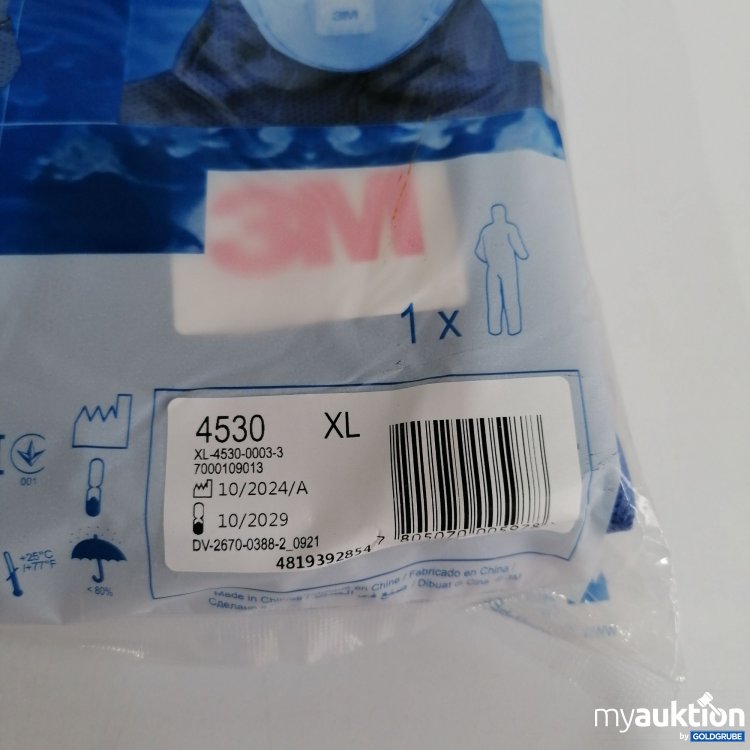 3M
3M
1 x
4530 XL
XL-4530-0003-3
7000109013
10/2024/A
10/2029
DV-2670-0388-2_0921
4819392854
001
+25°C
/+77°F
< 80%
Made in China / Fabricado en China /
myauktion
by GOLDGRUBE